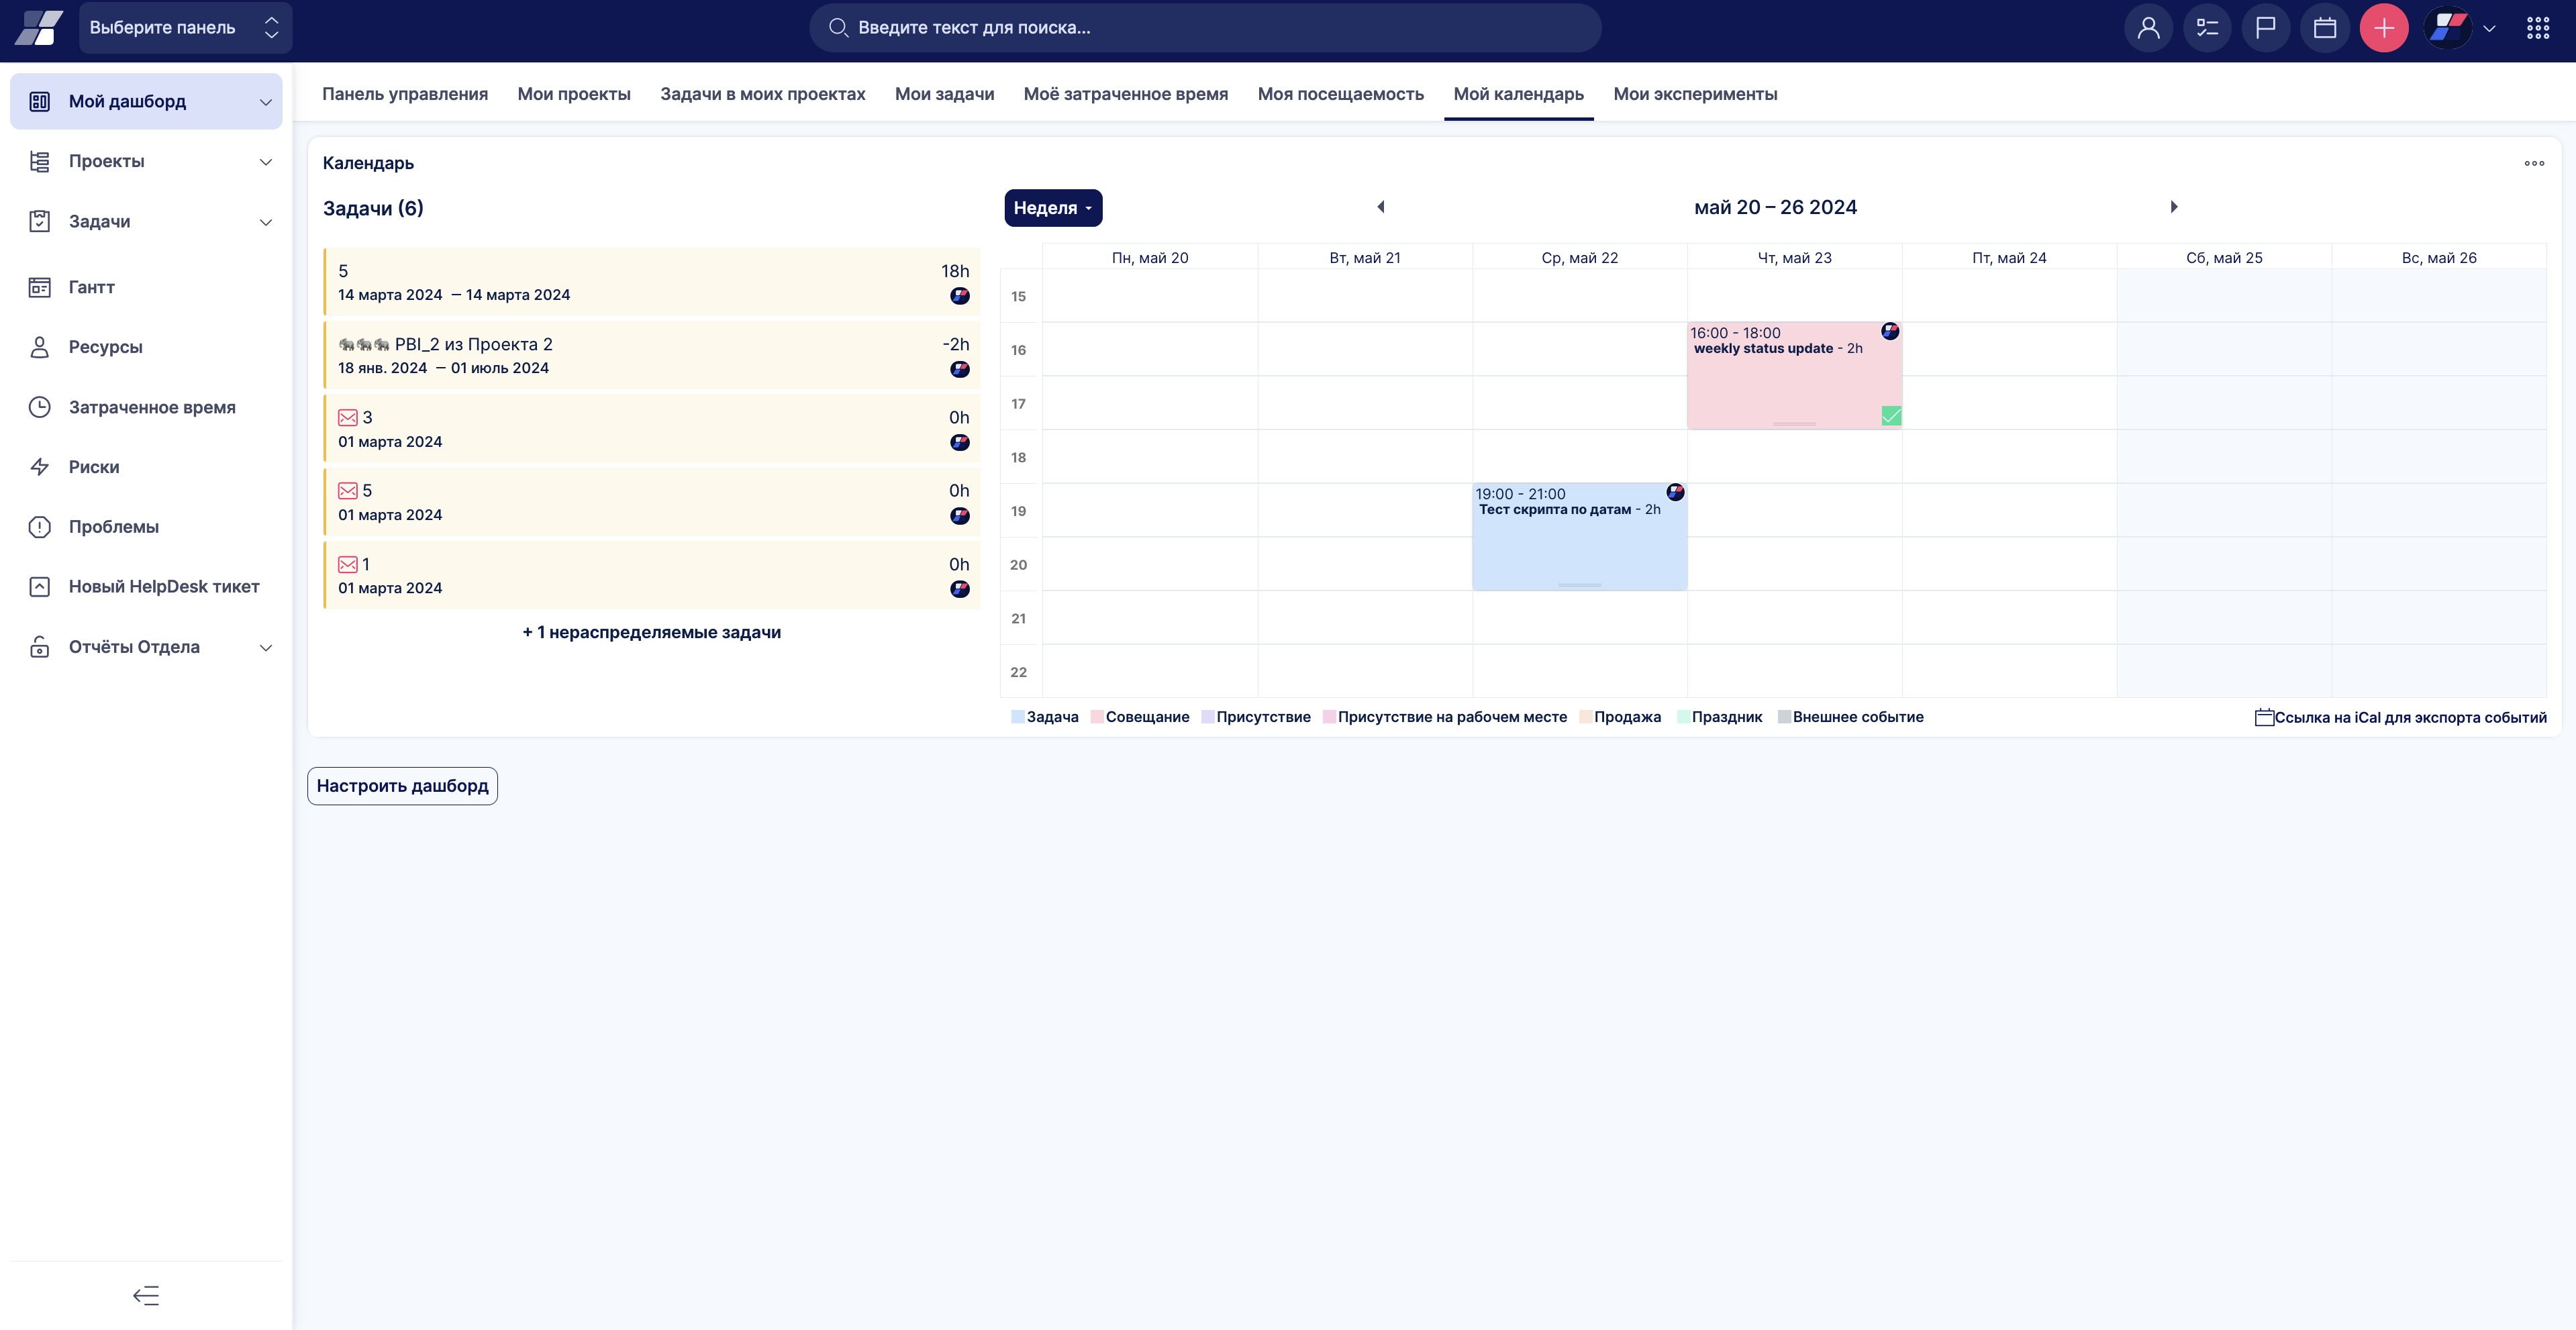 Выберите панель
Введите текст для поиска...
Мой дашборд
Проекты
Задачи
Гантт
Ресурсы
Затраченное время
Риски
Проблемы
Новый HelpDesk тикет
Отчёты Отдела
Панель управления Мои проекты Задачи в моих проектах Мои задачи Моё затраченное время Моя посещаемость Мой календарь Мои эксперименты
Календарь
Задачи (6)
5 18h
14 марта 2024 – 14 марта 2024
PBI_2 из Проекта 2 -2h
18 янв. 2024 – 01 июль 2024
3 0h
01 марта 2024
5 0h
01 марта 2024
1 0h
01 марта 2024
+ 1 нераспределяемые задачи
Неделя
май 20 – 26 2024
Пн, май 20 Вт, май 21 Ср, май 22 Чт, май 23 Пт, май 24 Сб, май 25 Вс, май 26
15
16
16:00 - 18:00
weekly status update - 2h
17
18
19
19:00 - 21:00
Тест скрипта по датам - 2h
20
21
22
Задача Совещание Присутствие Присутствие на рабочем месте Продажа Праздник Внешнее событие
Ссылка на iCal для экспорта событий
Настроить дашборд